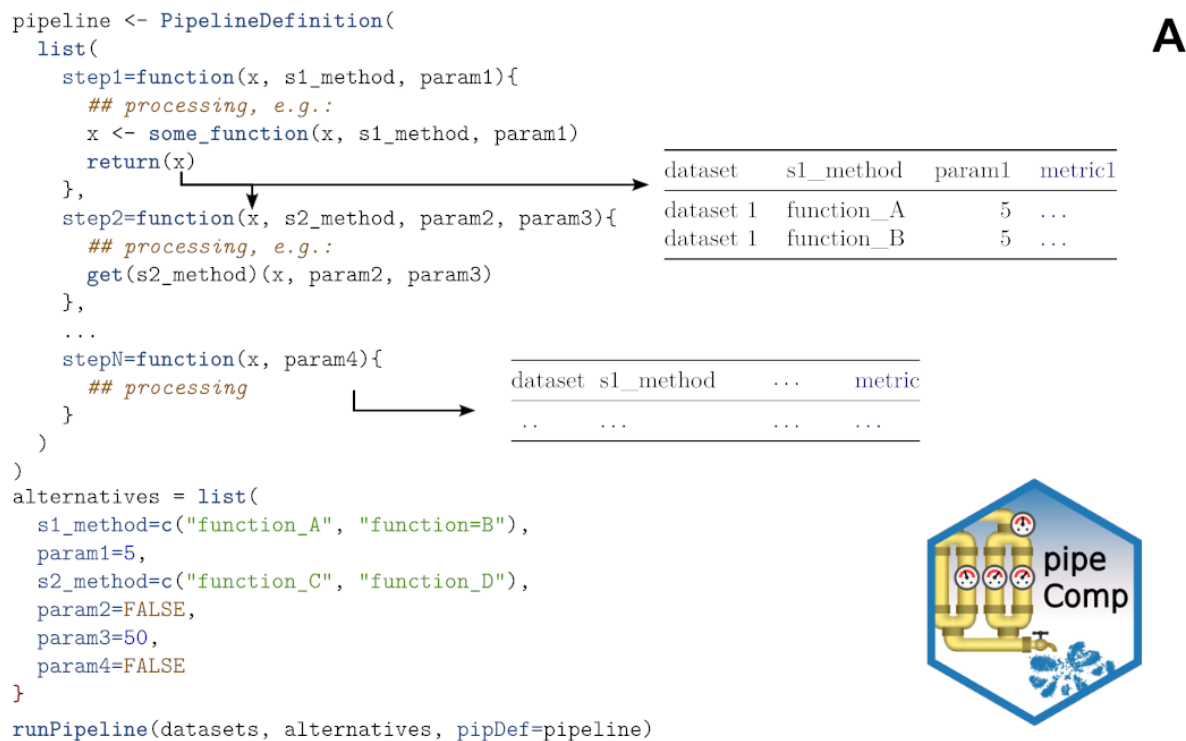 A
pipeline <- PipelineDefinition(
  list(
    step1=function(x, s1_method, param1){
      ## processing, e.g.:
      x <- some_function(x, s1_method, param1)
      return(x)
    },
    step2=function(x, s2_method, param2, param3){
      ## processing, e.g.:
      get(s2_method)(x, param2, param3)
    },
    ...
    stepN=function(x, param4){
      ## processing
    }
  )
)
alternatives = list(
  s1_method=c("function_A", "function=B"),
  param1=5,
  s2_method=c("function_C", "function_D"),
  param2=FALSE,
  param3=50,
  param4=FALSE
}
runPipeline(datasets, alternatives, pipDef=pipeline)
dataset s1_method param1 metric1
dataset 1 function_A 5 ...
dataset 1 function_B 5 ...
dataset s1_method ... metric
.. ... ... ...
pipe
Comp